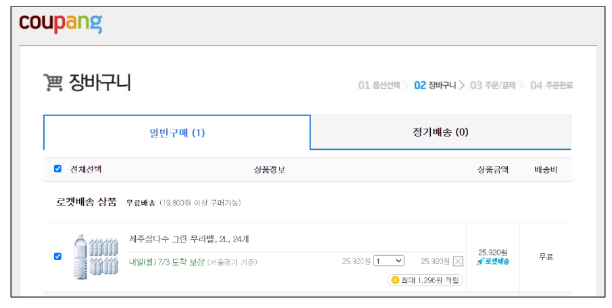 coupang
장바구니
01 옵션선택 > 02 장바구니 > 03 주문/결제 > 04 주문완료
일반구매 (1) 정기배송 (0)
전체선택 상품정보 상품금액 배송비
로켓배송 상품 무료배송 (19,800원 이상 구매가능)
제주삼다수 그린 무라벨, 2L, 24개
내일(월) 7/3 도착 보장 (서울경기 기준)
25,920원 1 25,920원
25,920원
로켓배송
무료
최대 1,296원 적립